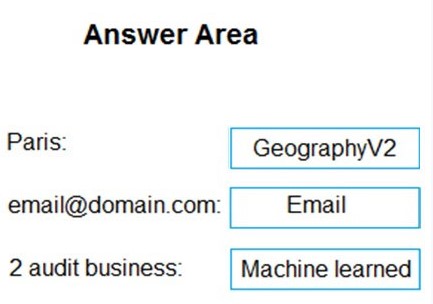 Answer Area
Paris: GeographyV2
email@domain.com: Email
2 audit business: Machine learned